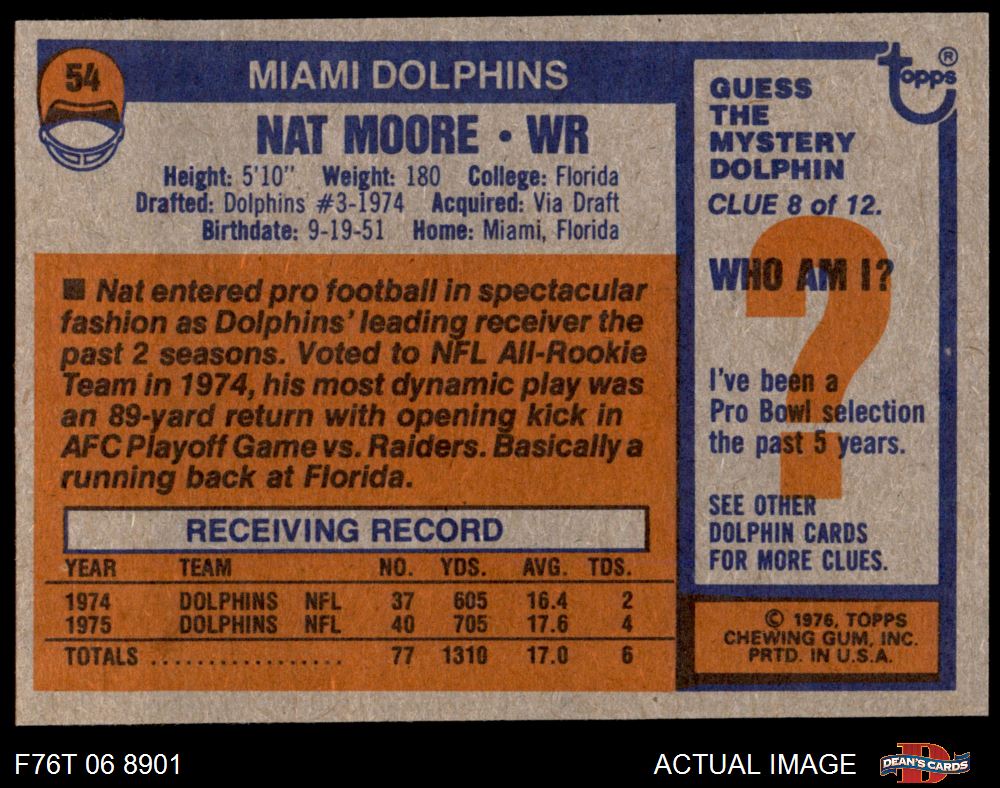 54
MIAMI DOLPHINS
NAT MOORE • WR
Height: 5'10" Weight: 180 College: Florida
Drafted: Dolphins #3-1974 Acquired: Via Draft
Birthdate: 9-19-51 Home: Miami, Florida
■ Nat entered pro football in spectacular
fashion as Dolphins' leading receiver the
past 2 seasons. Voted to NFL All-Rookie
Team in 1974, his most dynamic play was
an 89-yard return with opening kick in
AFC Playoff Game vs. Raiders. Basically a
running back at Florida.
RECEIVING RECORD
YEAR TEAM NO. YDS. AVG. TDS.
1974 DOLPHINS NFL 37 605 16.4 2
1975 DOLPHINS NFL 40 705 17.6 4
TOTALS .................. 77 1310 17.0 6
topps®
GUESS
THE
MYSTERY
DOLPHIN
CLUE 8 of 12.
?
WHO AM I?
I've been a
Pro Bowl selection
the past 5 years.
SEE OTHER
DOLPHIN CARDS
FOR MORE CLUES.
© 1976, TOPPS
CHEWING GUM, INC.
PRTD. IN U.S.A.
F76T 06 8901
ACTUAL IMAGE
D
DEAN'S CARDS